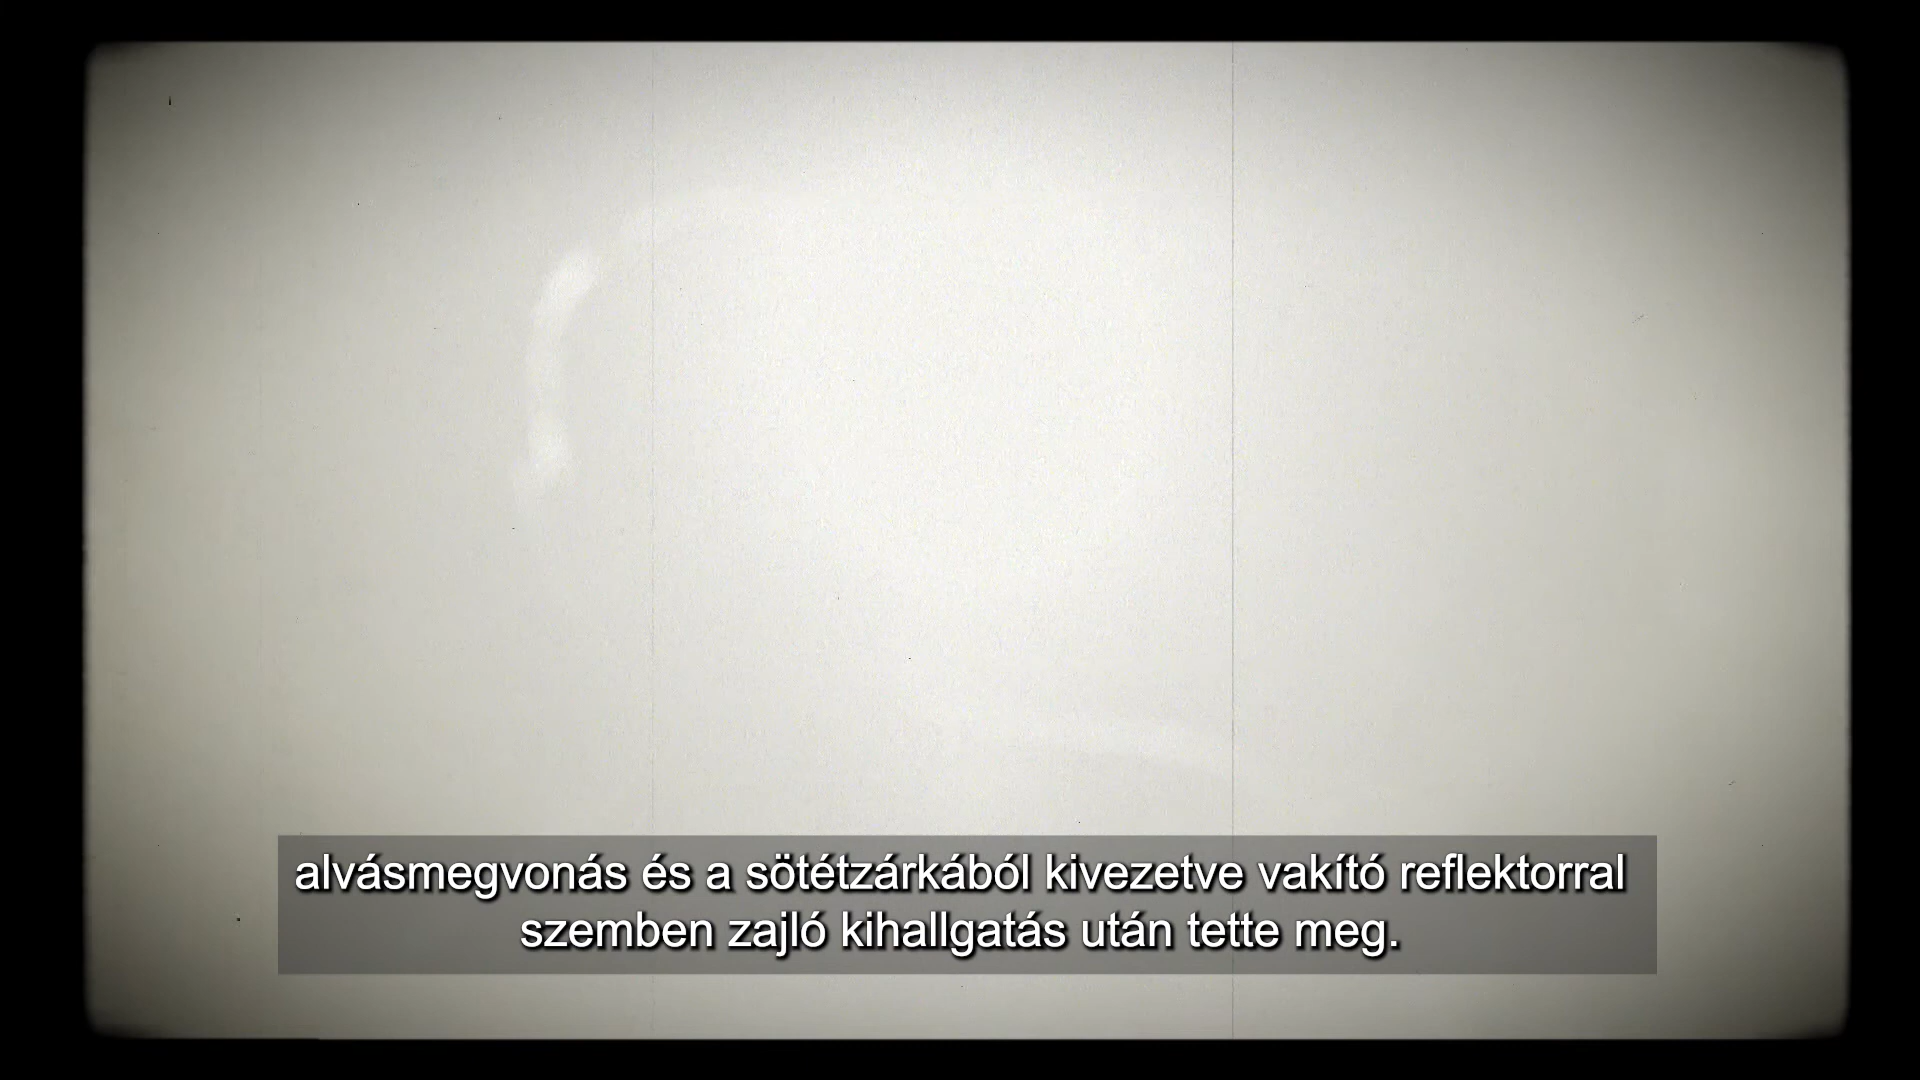 alvásmegvonás és a sötétzárkából kivezetve vakító reflektorral
szemben zajló kihallgatás után tette meg.